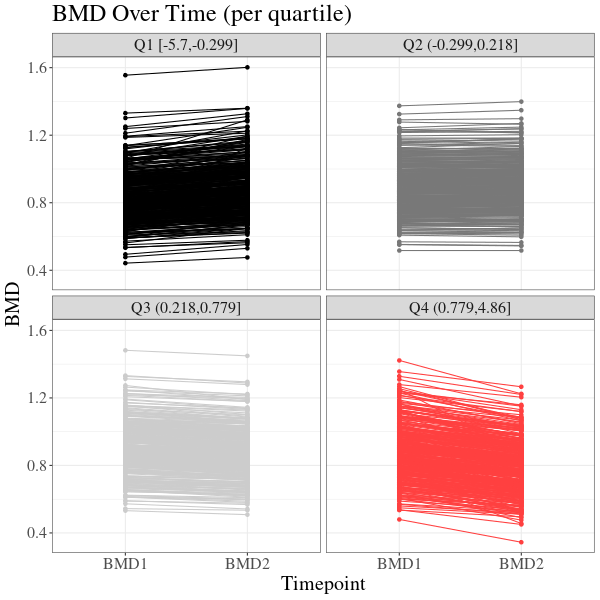 BMD Over Time (per quartile)
Q1 [-5.7,-0.299]
Q2 (-0.299,0.218]
1.6
1.2
0.8
0.4
BMD
Q3 (0.218,0.779]
Q4 (0.779,4.86]
1.6
1.2
0.8
0.4
BMD1
BMD2
BMD1
BMD2
Timepoint